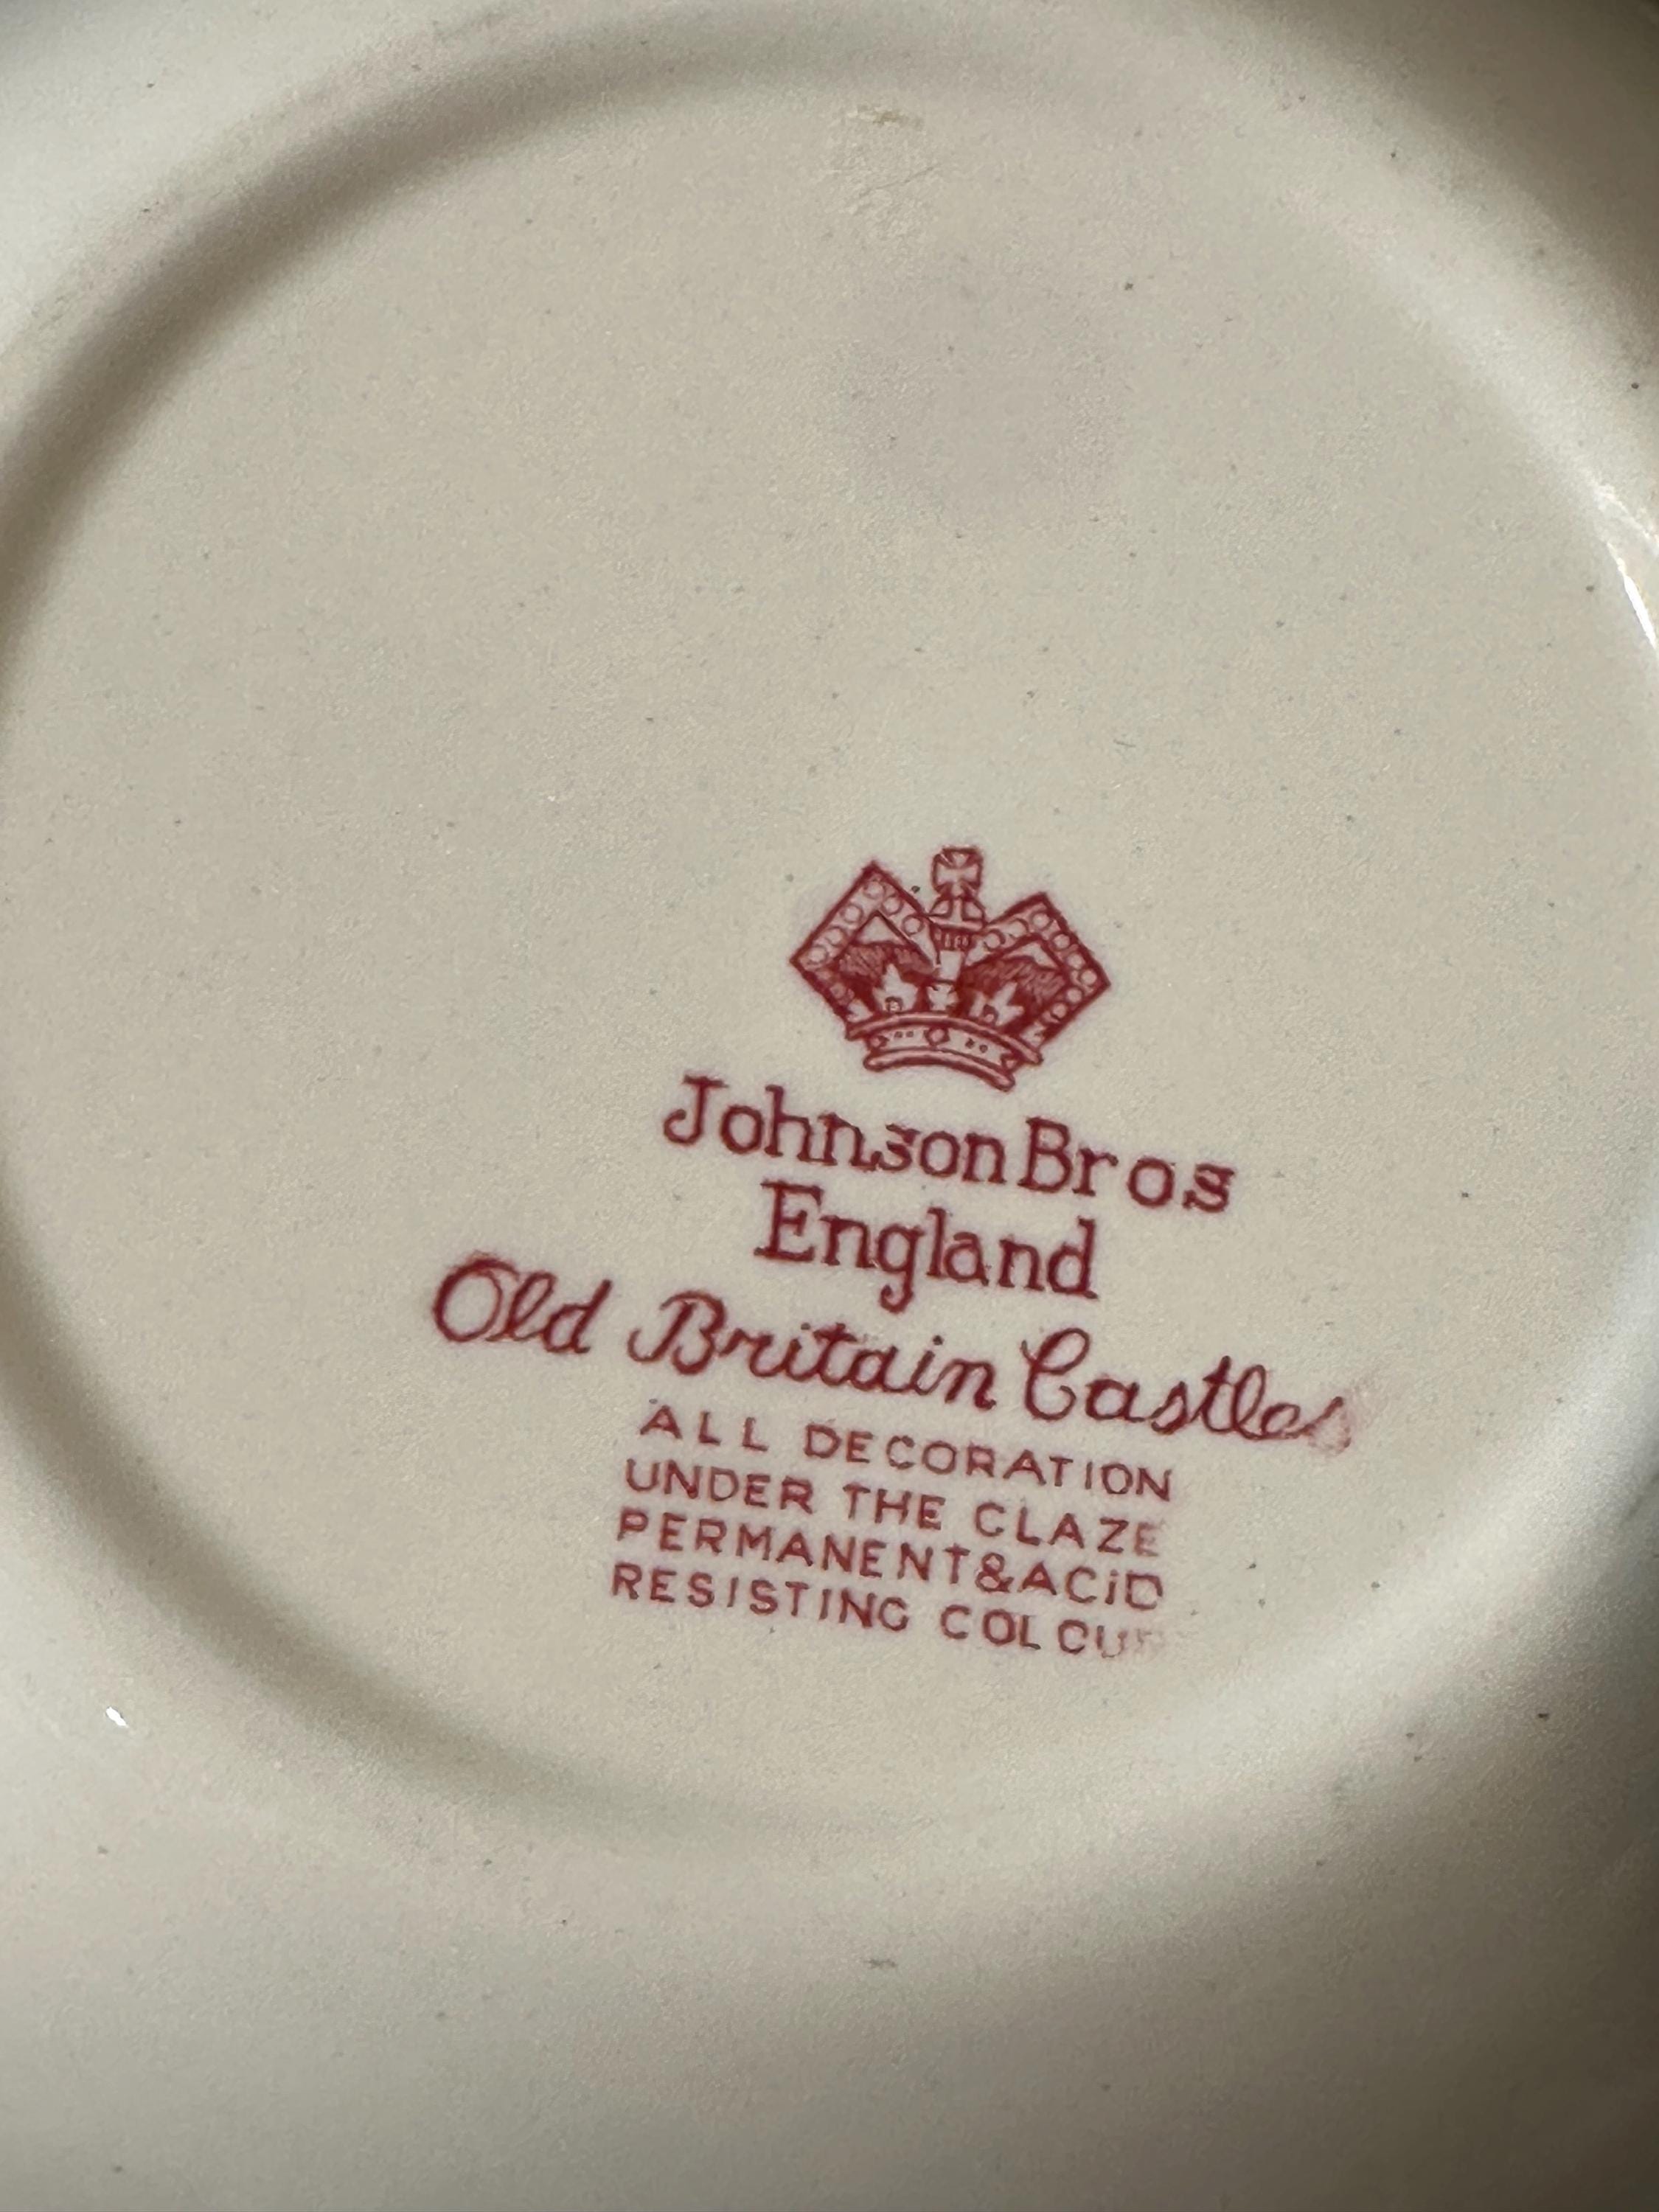 Johnson Bros
England
Old Britain Castles
ALL DECORATION
UNDER THE GLAZE
PERMANENT & ACiD
RESISTING COLOUR